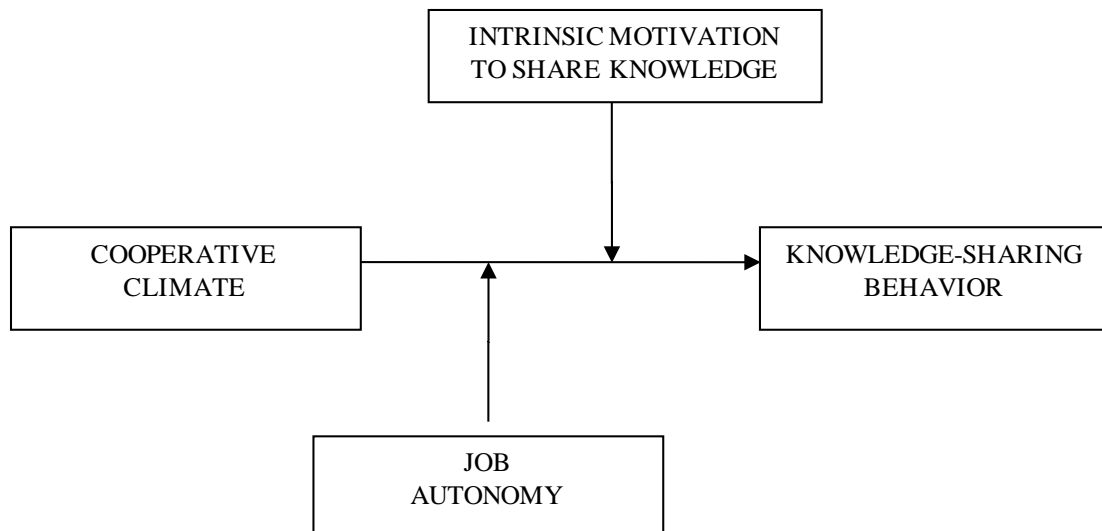 INTRINSIC MOTIVATION
TO SHARE KNOWLEDGE
COOPERATIVE
CLIMATE
KNOWLEDGE-SHARING
BEHAVIOR
JOB
AUTONOMY